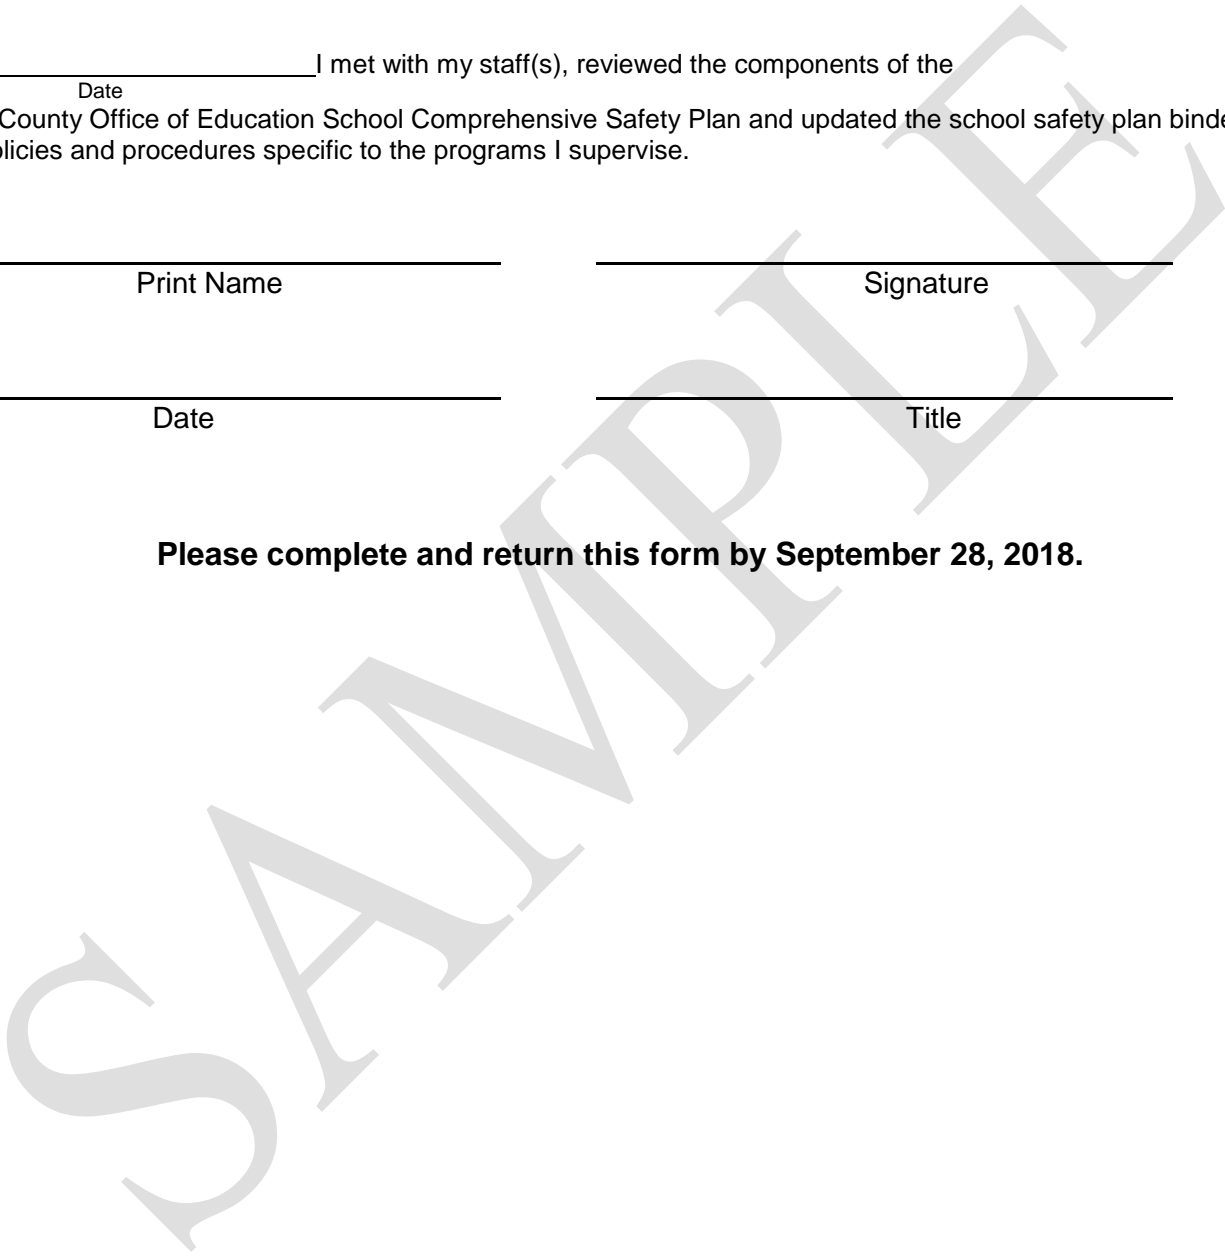 I met with my staff(s), reviewed the components of the
Date
County Office of Education School Comprehensive Safety Plan and updated the school safety plan
and procedures specific to the programs I supervise.
Print Name Signature
Date Title
Please complete and return this form by September 28, 2018.
SAMPLE